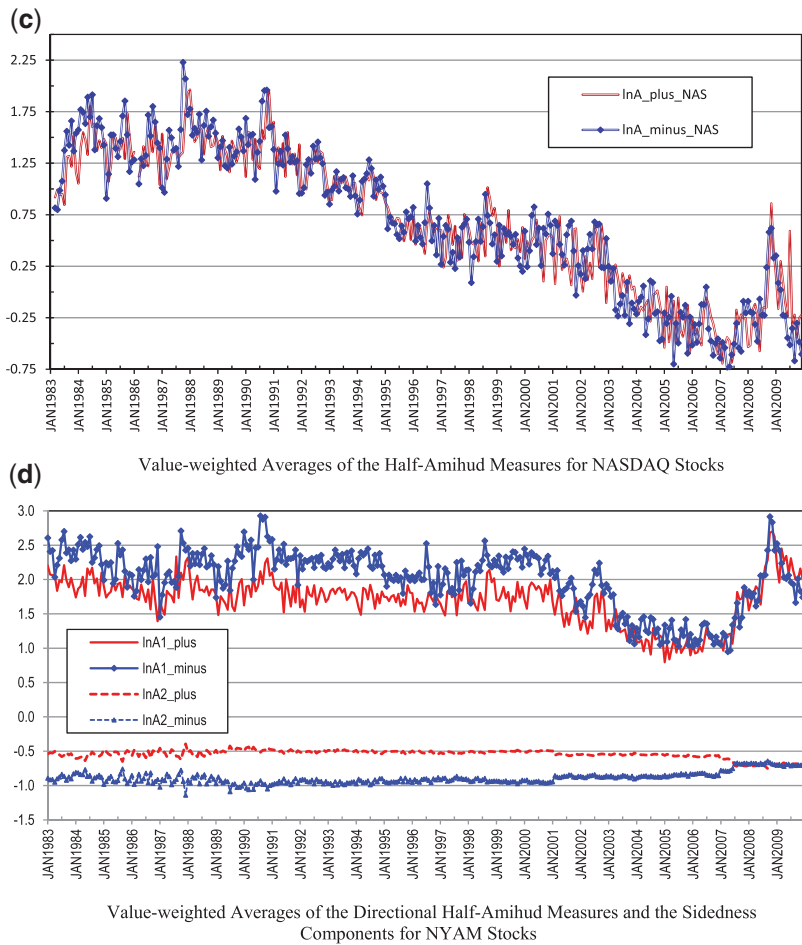 (c)
2.25
1.75
1.25
0.75
0.25
-0.25
-0.75
lnA_plus_NAS
lnA_minus_NAS
JAN1983
JAN1984
JAN1985
JAN1986
JAN1987
JAN1988
JAN1989
JAN1990
JAN1991
JAN1992
JAN1993
JAN1994
JAN1995
JAN1996
JAN1997
JAN1998
JAN1999
JAN2000
JAN2001
JAN2002
JAN2003
JAN2004
JAN2005
JAN2006
JAN2007
JAN2008
JAN2009
Value-weighted Averages of the Half-Amihud Measures for NASDAQ Stocks
(d)
3.0
2.5
2.0
1.5
1.0
0.5
0.0
-0.5
-1.0
-1.5
lnA1_plus
lnA1_minus
lnA2_plus
lnA2_minus
JAN1983
JAN1984
JAN1985
JAN1986
JAN1987
JAN1988
JAN1989
JAN1990
JAN1991
JAN1992
JAN1993
JAN1994
JAN1995
JAN1996
JAN1997
JAN1998
JAN1999
JAN2000
JAN2001
JAN2002
JAN2003
JAN2004
JAN2005
JAN2006
JAN2007
JAN2008
JAN2009
Value-weighted Averages of the Directional Half-Amihud Measures and the Sidedness
Components for NYAM Stocks